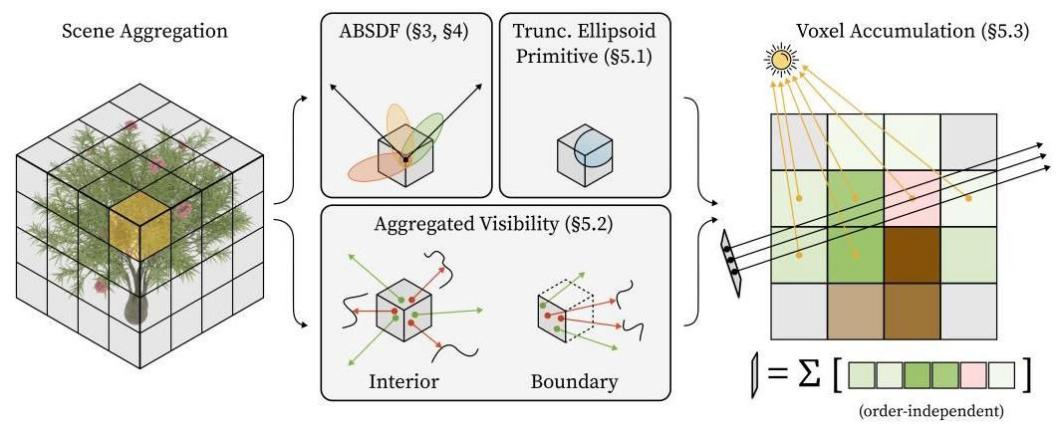 Scene Aggregation
ABSDF (§3, §4)
Trunc. Ellipsoid
Primitive (§5.1)
Aggregated Visibility (§5.2)
Interior
Boundary
Voxel Accumulation (§5.3)
= Σ [ ]
(order-independent)